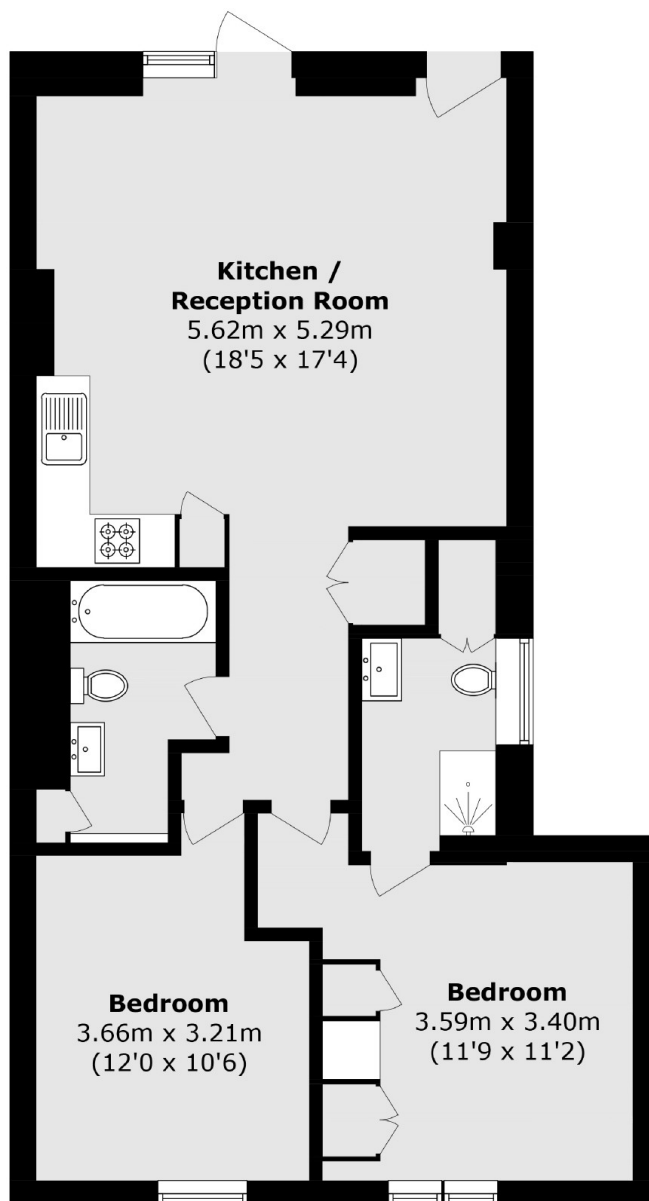 Kitchen /
Reception Room
5.62m x 5.29m
(18'5 x 17'4)
Bedroom
3.66m x 3.21m
(12'0 x 10'6)
Bedroom
3.59m x 3.40m
(11'9 x 11'2)